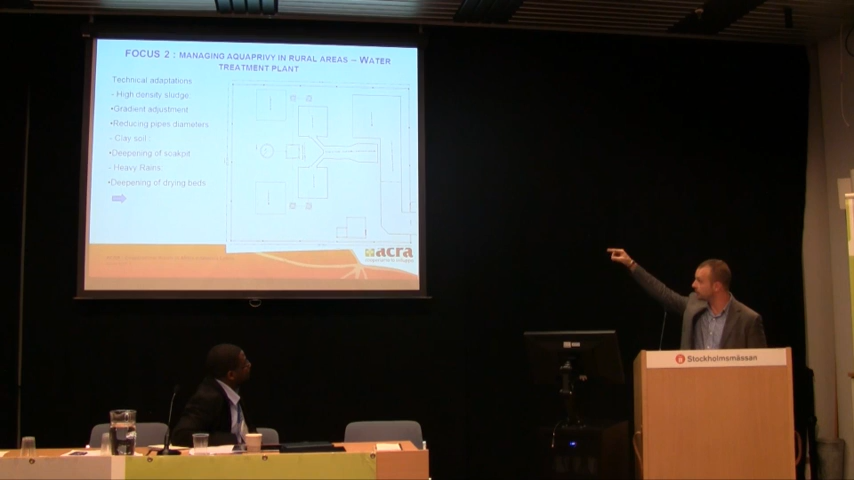 FOCUS 2 : MANAGING AQUAPRIVY IN RURAL AREAS – WATER
TREATMENT PLANT
Technical adaptations
- High density sludge
•Gradient adjustment
•Reducing pipes diameters
- Clay soil
•Deepening of soakpit
- Heavy Rains
•Deepening of drying beds
acra
Stockholmsmässan